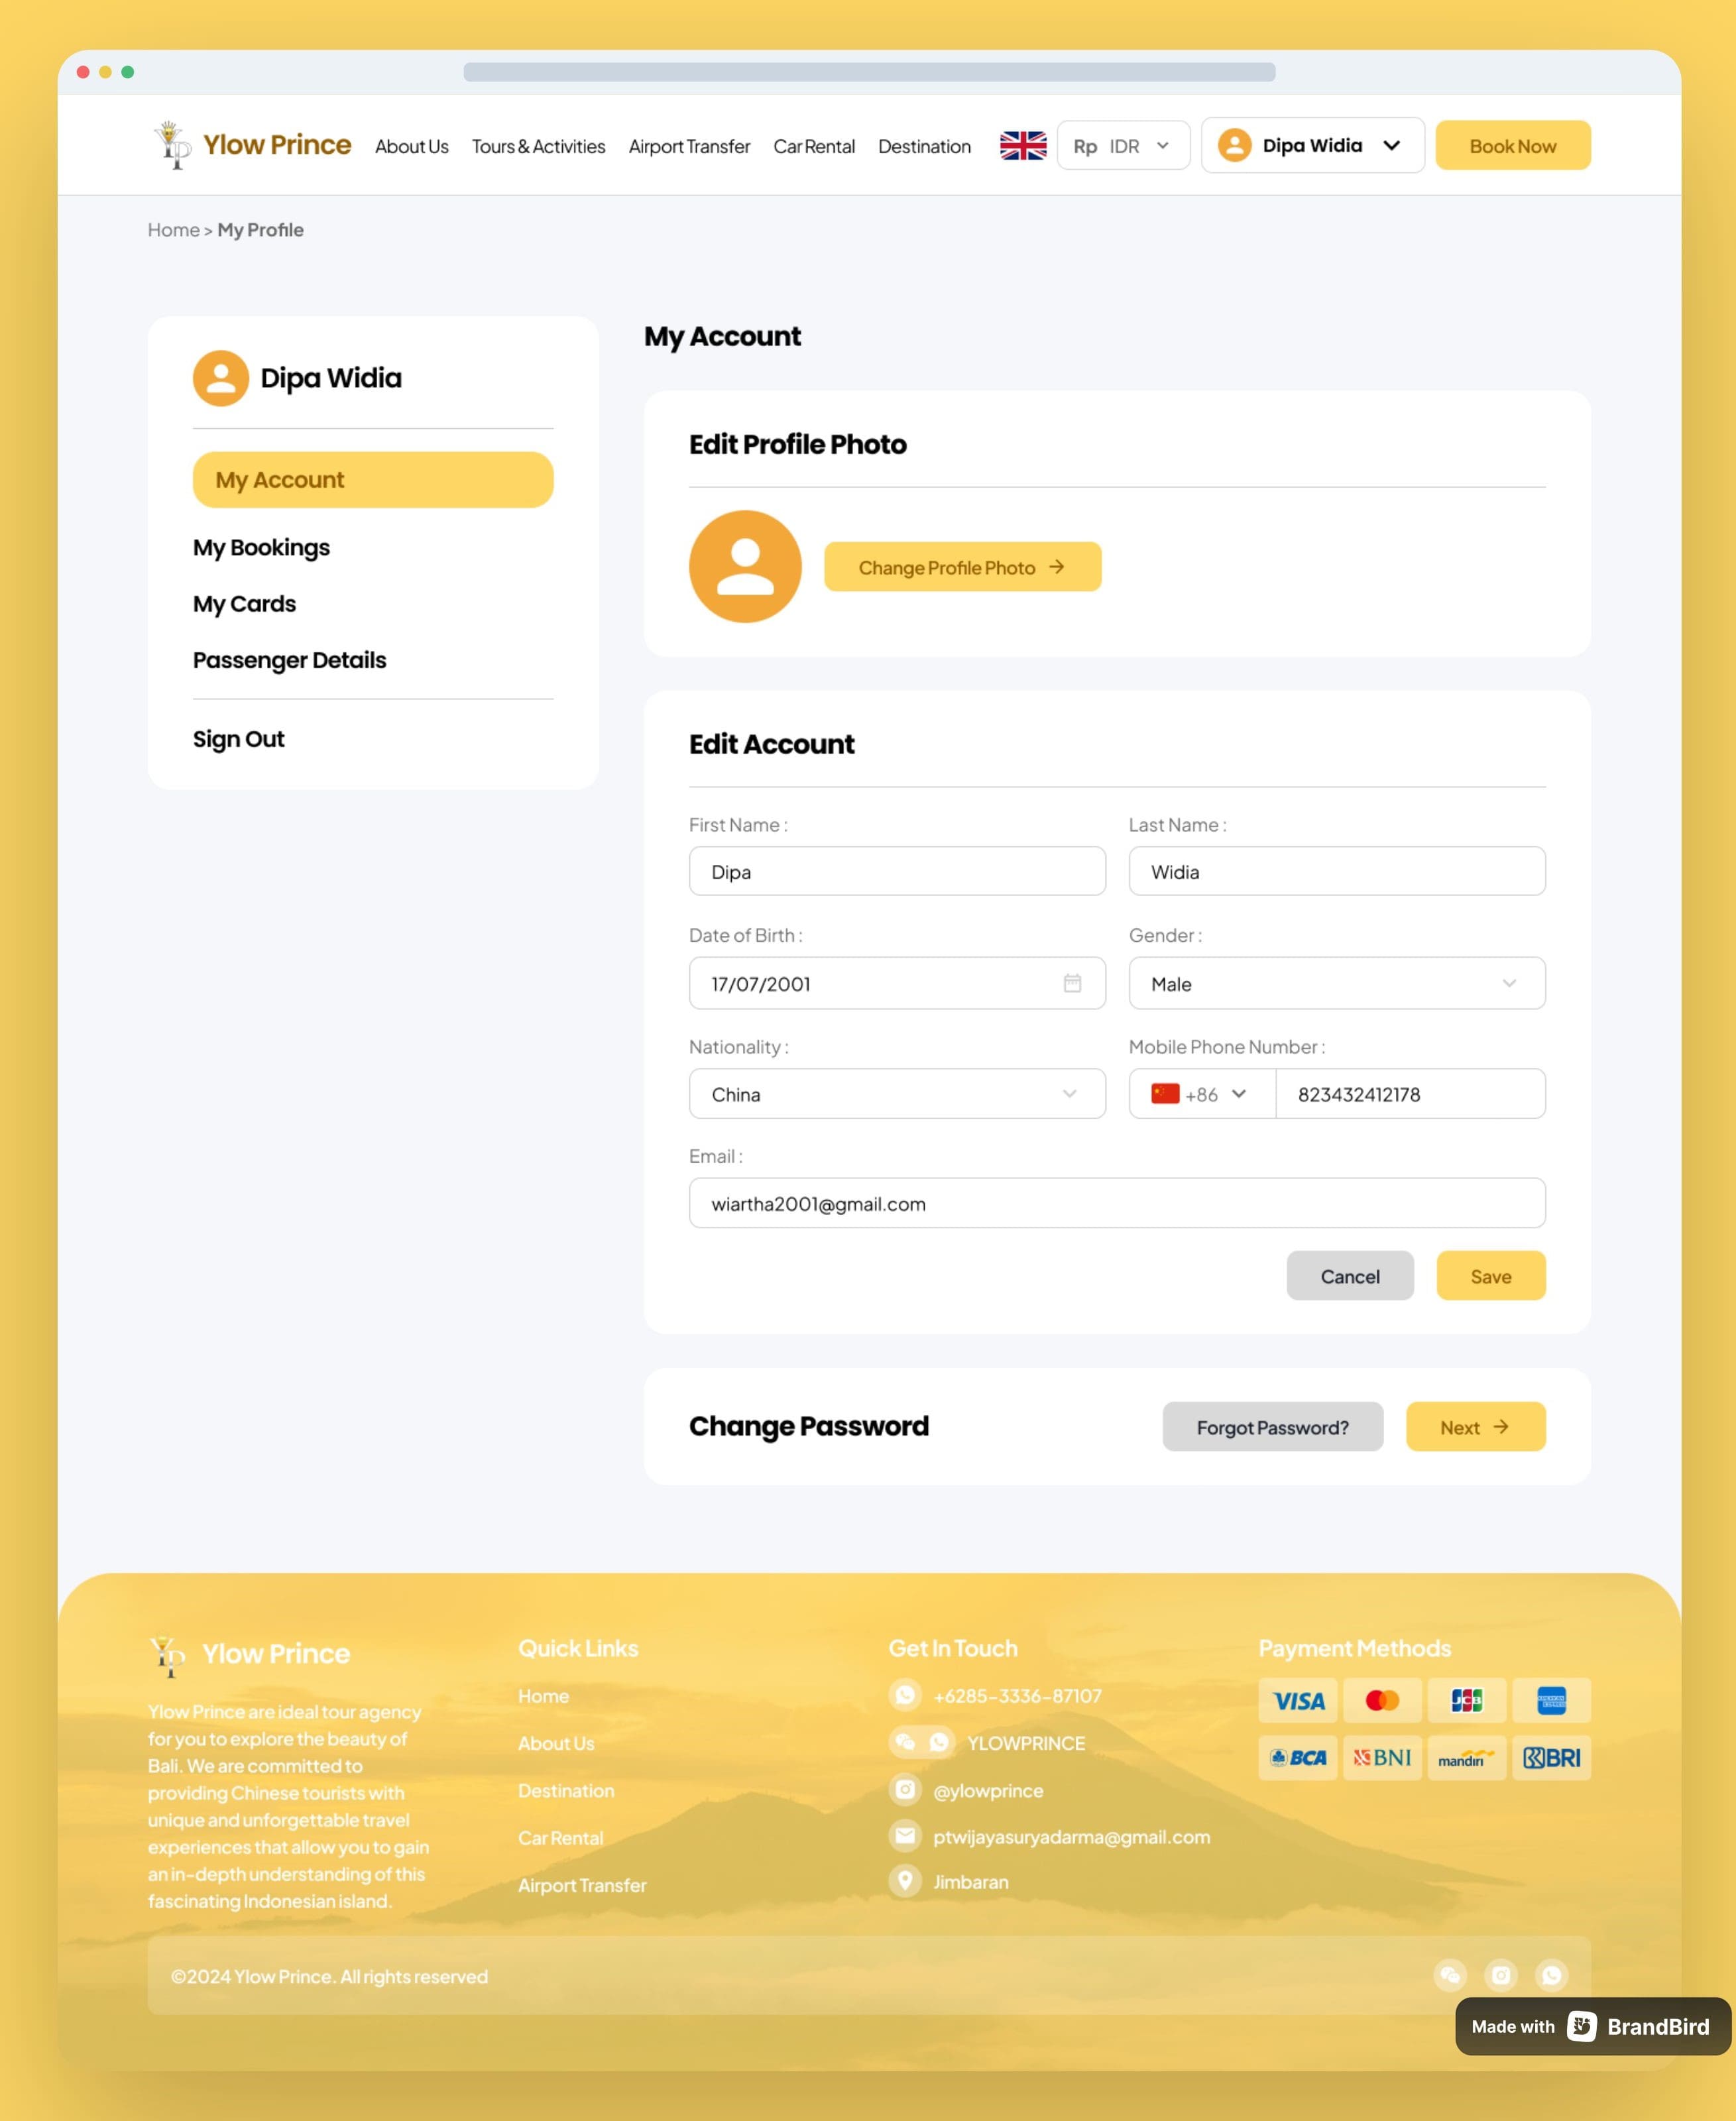 Ylow Prince
About Us
Tours & Activities
Airport Transfer
Car Rental
Destination
Rp IDR
Dipa Widia
Book Now
Home > My Profile
Dipa Widia
My Account
My Bookings
My Cards
Passenger Details
Sign Out
My Account
Edit Profile Photo
Change Profile Photo
Edit Account
First Name :
Dipa
Last Name :
Widia
Date of Birth :
17/07/2001
Gender :
Male
Nationality :
China
Mobile Phone Number :
+86
823432412178
Email :
wiartha2001@gmail.com
Cancel
Save
Change Password
Forgot Password?
Next
Ylow Prince
Ylow Prince are ideal tour agency
for you to explore the beauty of
Bali. We are committed to
providing Chinese tourists with
unique and unforgettable travel
experiences that allow you to gain
an in-depth understanding of this
fascinating Indonesian island.
Quick Links
Home
About Us
Destination
Car Rental
Airport Transfer
Get In Touch
+6285-3336-87107
YLOWPRINCE
@ylowprince
ptwijayasuryadarma@gmail.com
Jimbaran
Payment Methods
VISA
JCB
AMERICAN EXPRESS
BCA
BNI
mandiri
BRI
©2024 Ylow Prince. All rights reserved
Made with BrandBird